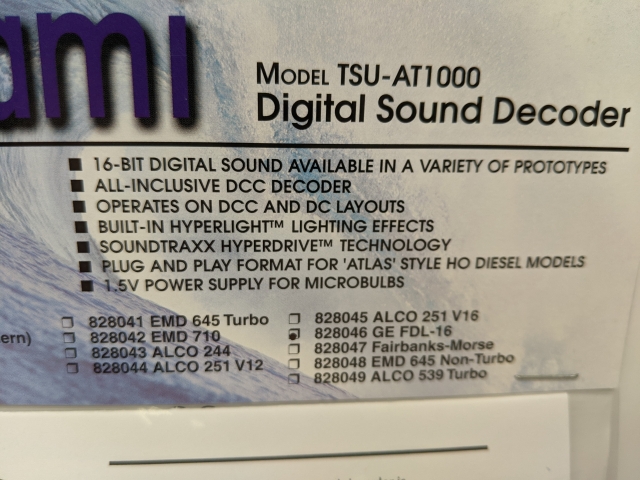 ami
MODEL TSU-AT1000
Digital Sound Decoder
■ 16-BIT DIGITAL SOUND AVAILABLE IN A VARIETY OF PROTOTYPES
■ ALL-INCLUSIVE DCC DECODER
■ OPERATES ON DCC AND DC LAYOUTS
■ BUILT-IN HYPERLIGHT™ LIGHTING EFFECTS
■ SOUNDTRAXX HYPERDRIVE™ TECHNOLOGY
■ PLUG AND PLAY FORMAT FOR 'ATLAS' STYLE HO DIESEL MODELS
■ 1.5V POWER SUPPLY FOR MICROBULBS
ern)
828041 EMD 645 Turbo
828042 EMD 710
828043 ALCO 244
828044 ALCO 251 V12
828045 ALCO 251 V16
828046 GE FDL-16
828047 Fairbanks-Morse
828048 EMD 645 Non-Turbo
828049 ALCO 539 Turbo